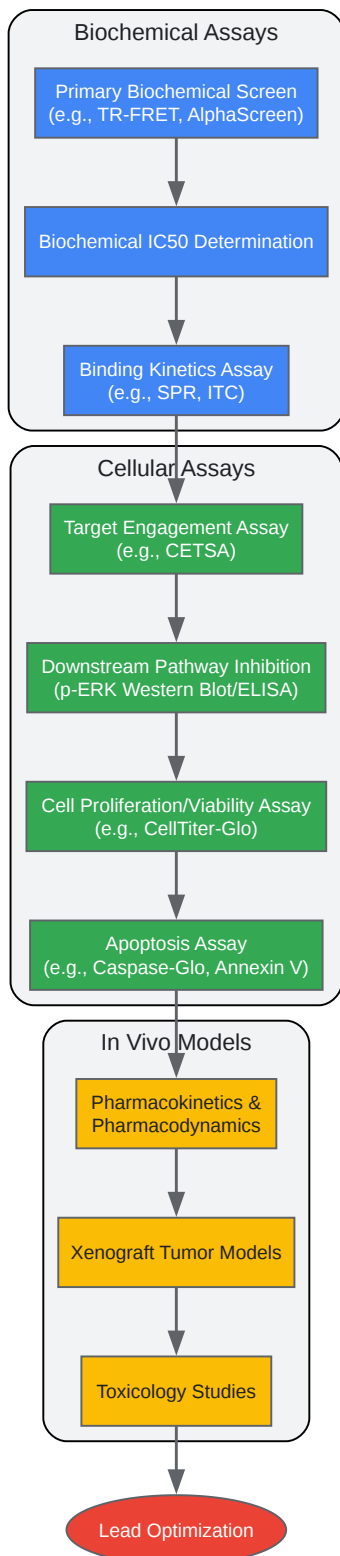 Biochemical Assays
Primary Biochemical Screen
(e.g., TR-FRET, AlphaScreen)
Biochemical IC50 Determination
Binding Kinetics Assay
(e.g., SPR, ITC)
Cellular Assays
Target Engagement Assay
(e.g., CETSA)
Downstream Pathway Inhibition
(p-ERK Western Blot/ELISA)
Cell Proliferation/Viability Assay
(e.g., CellTiter-Glo)
Apoptosis Assay
(e.g., Caspase-Glo, Annexin V)
In Vivo Models
Pharmacokinetics &
Pharmacodynamics
Xenograft Tumor Models
Toxicology Studies
Lead Optimization